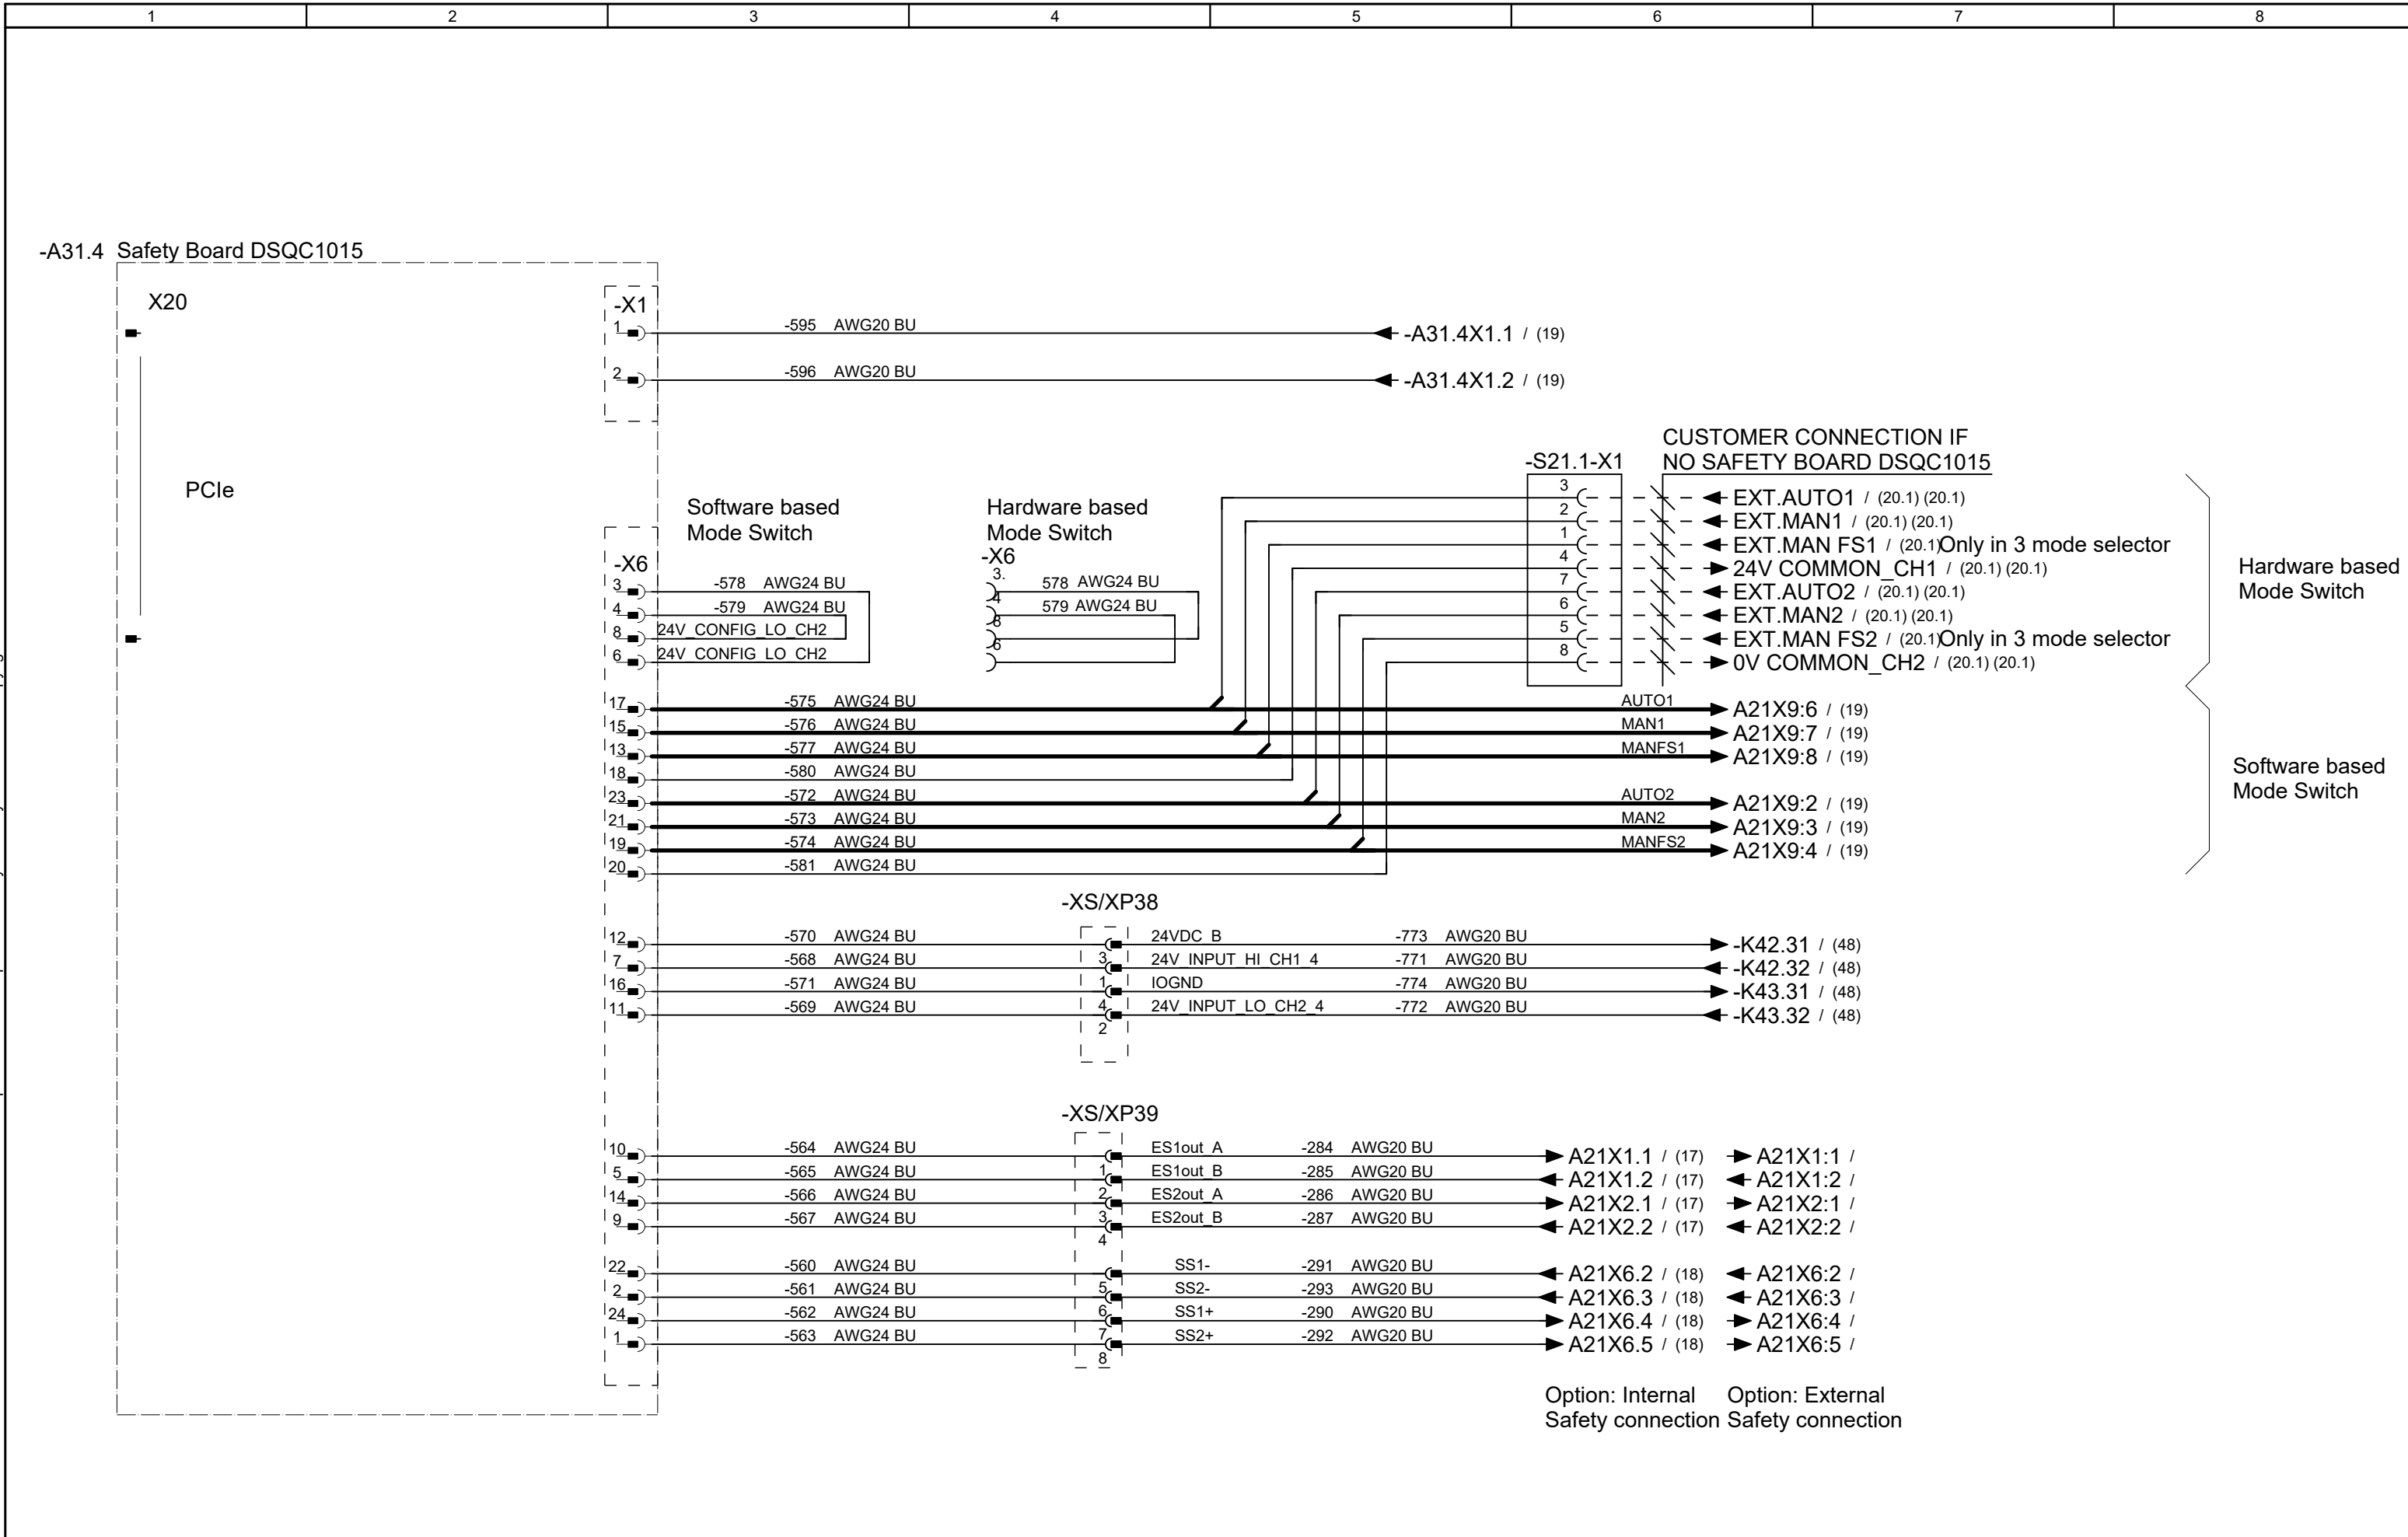 1 2 3 4 5 6 7 8
-A31.4 Safety Board DSQC1015
X20
-X1
1 -595 AWG20 BU -A31.4X1.1 / (19)
2 -596 AWG20 BU -A31.4X1.2 / (19)
PCIe
CUSTOMER CONNECTION IF
NO SAFETY BOARD DSQC1015
-S21.1-X1
3 EXT.AUTO1 / (20.1) (20.1)
2 EXT.MAN1 / (20.1) (20.1)
1 EXT.MAN FS1 / (20.1) Only in 3 mode selector
4 24V COMMON_CH1 / (20.1) (20.1)
7 EXT.AUTO2 / (20.1) (20.1)
6 EXT.MAN2 / (20.1) (20.1)
5 EXT.MAN FS2 / (20.1) Only in 3 mode selector
8 0V COMMON_CH2 / (20.1) (20.1)
Hardware based
Mode Switch
Software based
Mode Switch
-X6
3 -578 AWG24 BU
4 -579 AWG24 BU
8 24V_CONFIG_LO_CH2
6 24V_CONFIG_LO_CH2
Hardware based
Mode Switch
-X6
3. 578 AWG24 BU
4 579 AWG24 BU
8
6
17 -575 AWG24 BU AUTO1 A21X9:6 / (19)
15 -576 AWG24 BU MAN1 A21X9:7 / (19)
13 -577 AWG24 BU MANFS1 A21X9:8 / (19)
18 -580 AWG24 BU
23 -572 AWG24 BU AUTO2 A21X9:2 / (19)
21 -573 AWG24 BU MAN2 A21X9:3 / (19)
19 -574 AWG24 BU MANFS2 A21X9:4 / (19)
20 -581 AWG24 BU
Software based
Mode Switch
-XS/XP38
12 -570 AWG24 BU 3 24VDC_B -773 AWG20 BU -K42.31 / (48)
7 -568 AWG24 BU 1 24V_INPUT_HI_CH1_4 -771 AWG20 BU -K42.32 / (48)
16 -571 AWG24 BU 4 IOGND -774 AWG20 BU -K43.31 / (48)
11 -569 AWG24 BU 2 24V_INPUT_LO_CH2_4 -772 AWG20 BU -K43.32 / (48)
-XS/XP39
10 -564 AWG24 BU 1 ES1out_A -284 AWG20 BU A21X1.1 / (17) A21X1:1 /
5 -565 AWG24 BU 2 ES1out_B -285 AWG20 BU A21X1.2 / (17) A21X1:2 /
14 -566 AWG24 BU 3 ES2out_A -286 AWG20 BU A21X2.1 / (17) A21X2:1 /
9 -567 AWG24 BU 4 ES2out_B -287 AWG20 BU A21X2.2 / (17) A21X2:2 /
22 -560 AWG24 BU 5 SS1- -291 AWG20 BU A21X6.2 / (18) A21X6:2 /
2 -561 AWG24 BU 6 SS2- -293 AWG20 BU A21X6.3 / (18) A21X6:3 /
24 -562 AWG24 BU 7 SS1+ -290 AWG20 BU A21X6.4 / (18) A21X6:4 /
1 -563 AWG24 BU 8 SS2+ -292 AWG20 BU A21X6.5 / (18) A21X6:5 /
Option: Internal
Safety connection
Option: External
Safety connection